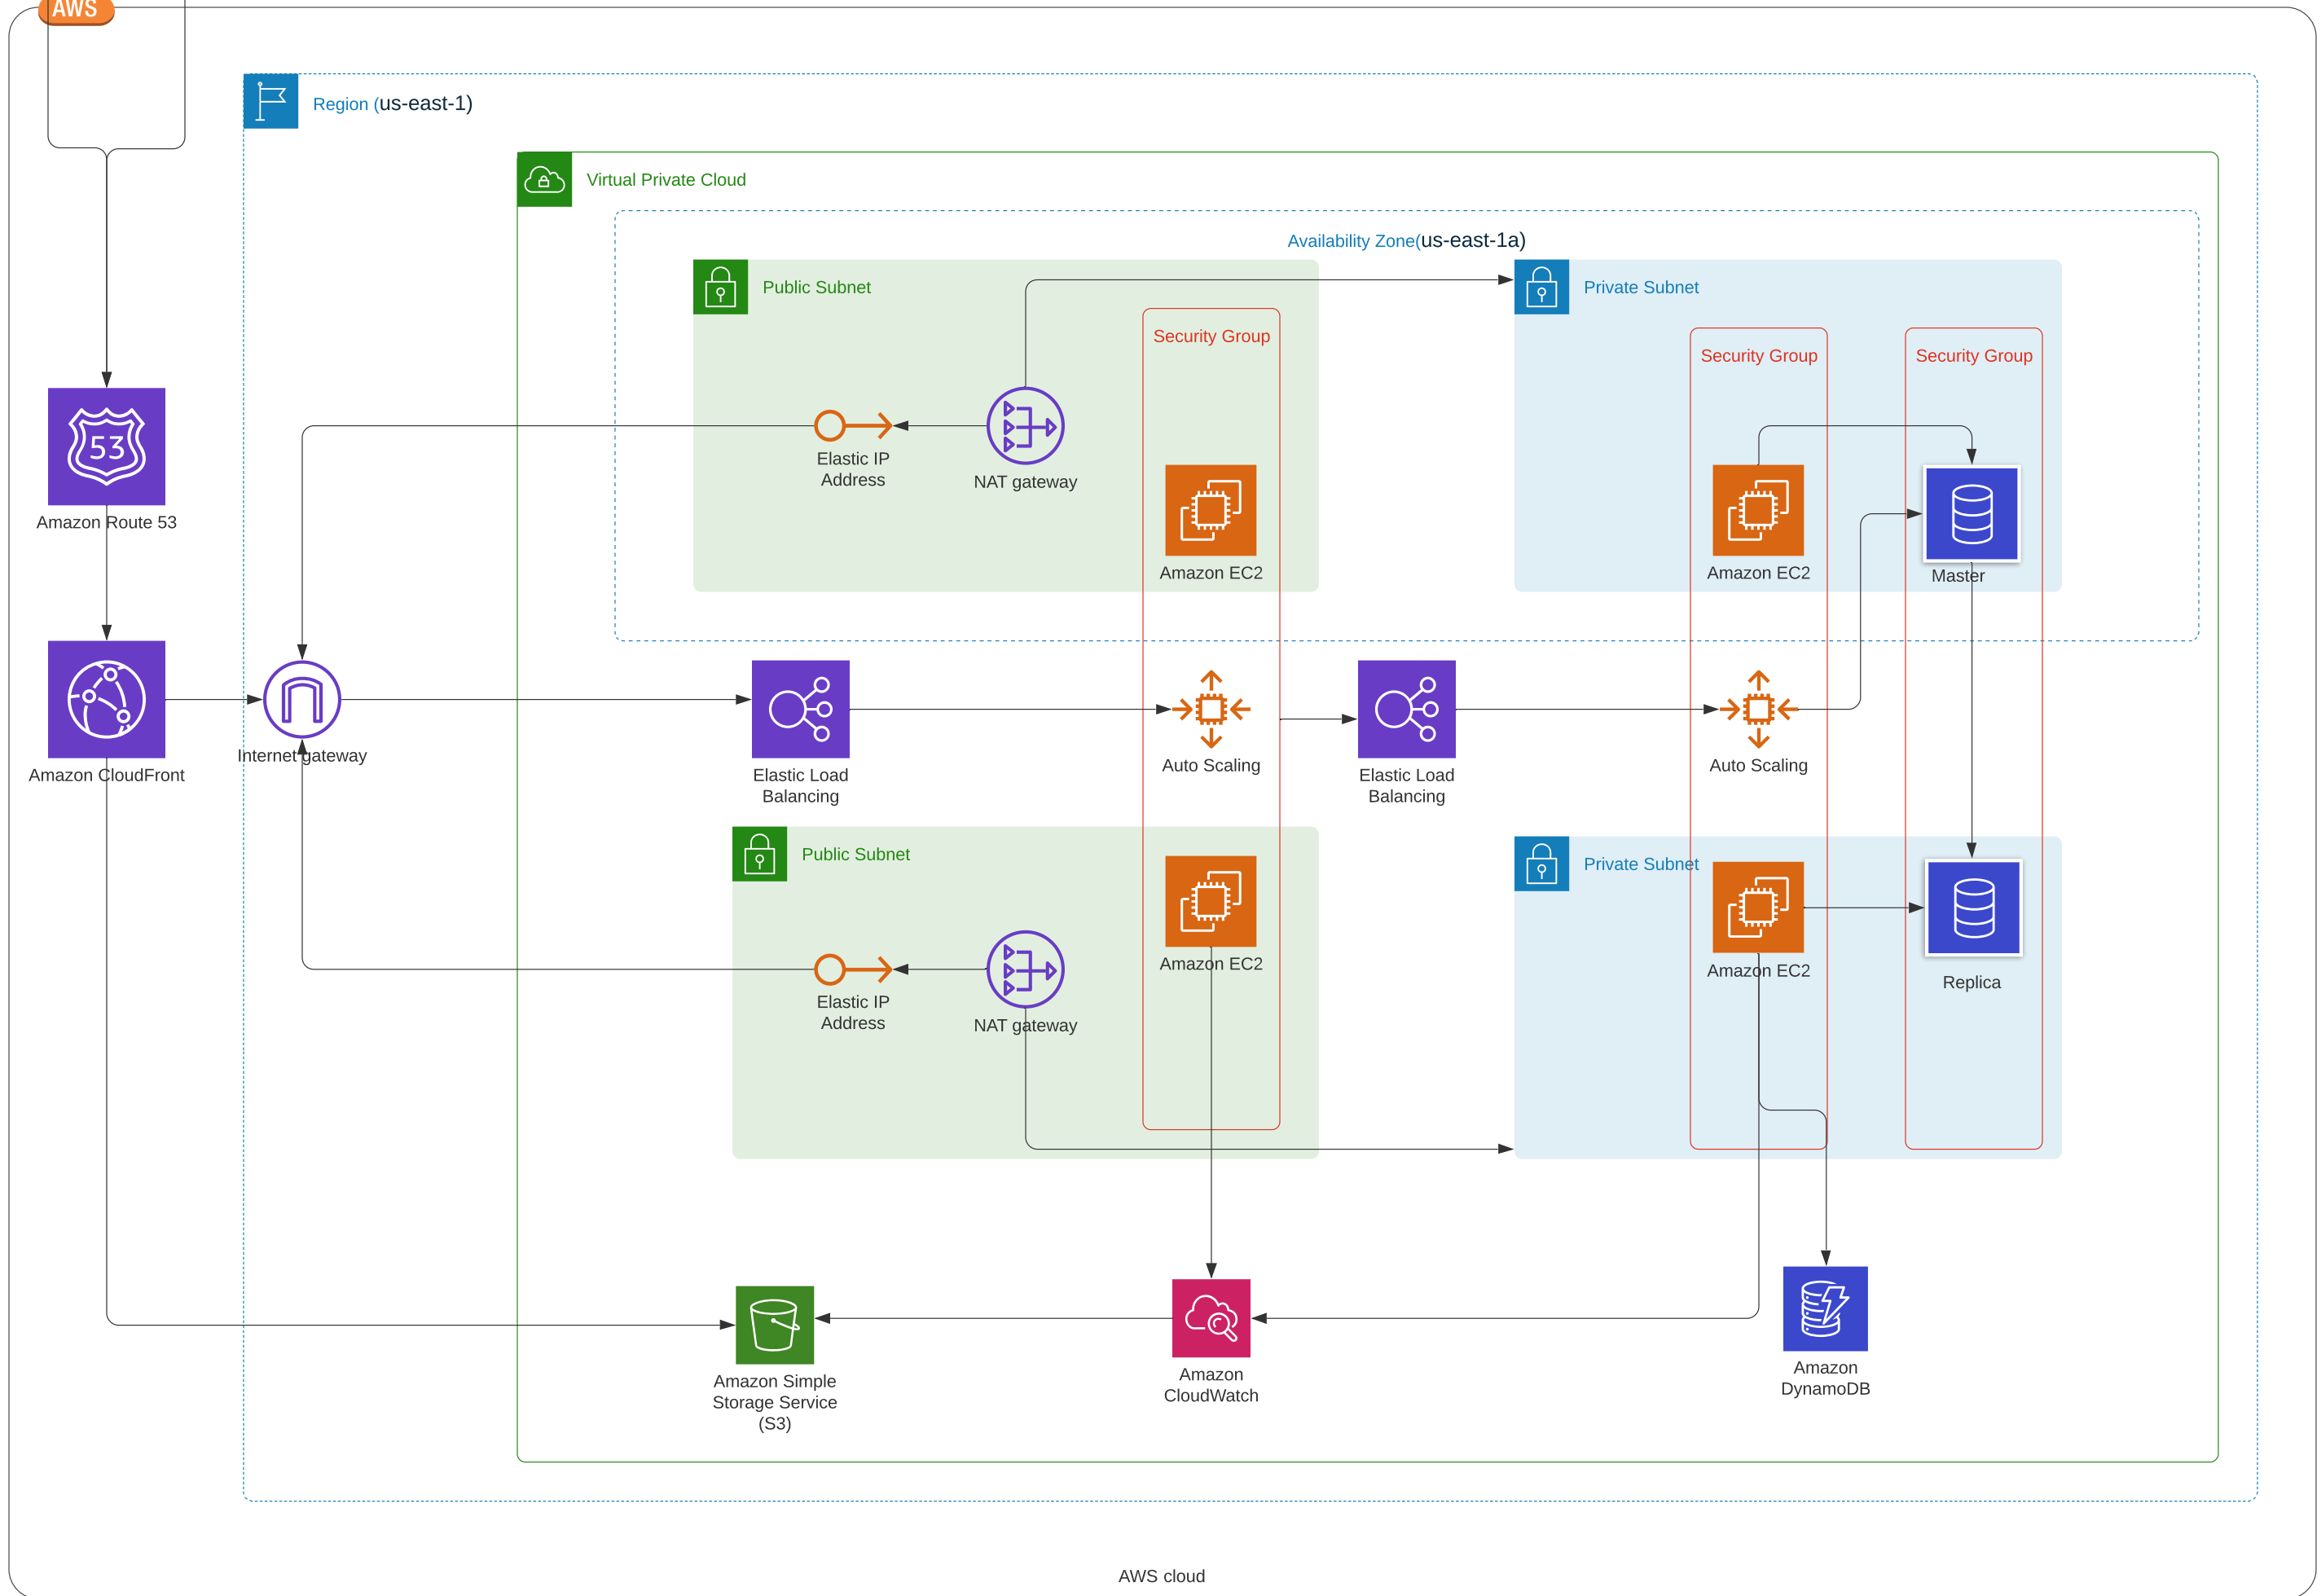 AWS
Region (us-east-1)
Virtual Private Cloud
Availability Zone(us-east-1a)
Public Subnet
Private Subnet
Security Group
Security Group
Security Group
Elastic IP
Address
NAT gateway
53
Amazon Route 53
Amazon EC2
Amazon EC2
Master
Internet gateway
Amazon CloudFront
Elastic Load
Balancing
Auto Scaling
Elastic Load
Balancing
Auto Scaling
Public Subnet
Private Subnet
Amazon EC2
Amazon EC2
Replica
Elastic IP
Address
NAT gateway
Amazon Simple
Storage Service
(S3)
Amazon
CloudWatch
Amazon
DynamoDB
AWS cloud